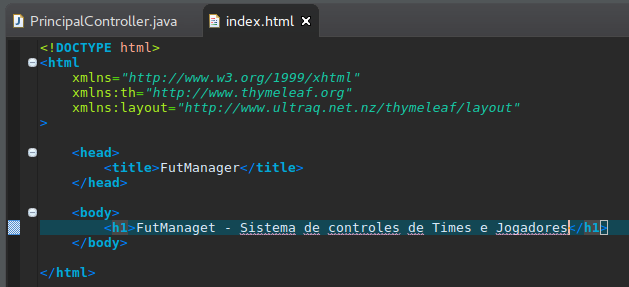 PrincipalController.java index.html
<!DOCTYPE html>
<html
xmlns="http://www.w3.org/1999/xhtml"
xmlns:th="http://www.thymeleaf.org"
xmlns:layout="http://www.ultraq.net.nz/thymeleaf/layout"
>
<head>
<title>FutManager</title>
</head>
<body>
<h1>FutManaget - Sistema de controles de Times e Jogadores</h1>
</body>
</html>